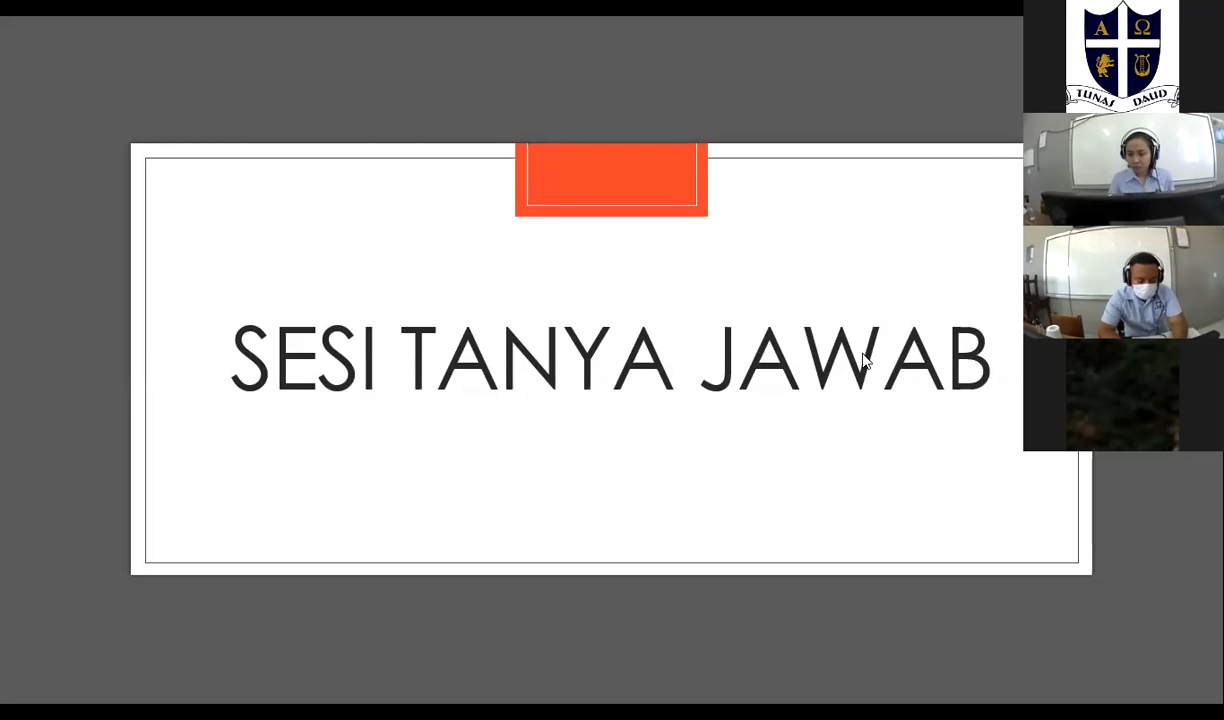 Α Ω
TUNAS DAUD
SESI TANYA JAWAB